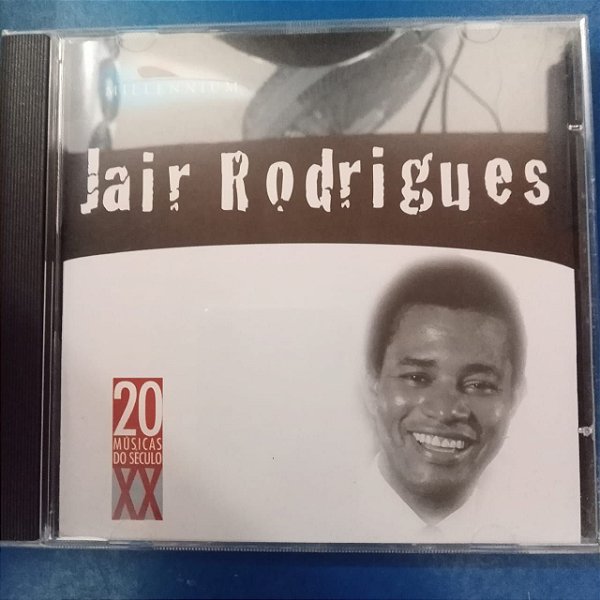 MILLENNIUM
Jair Rodrigues
20
MÚSICAS
DO SÉCULO
XX